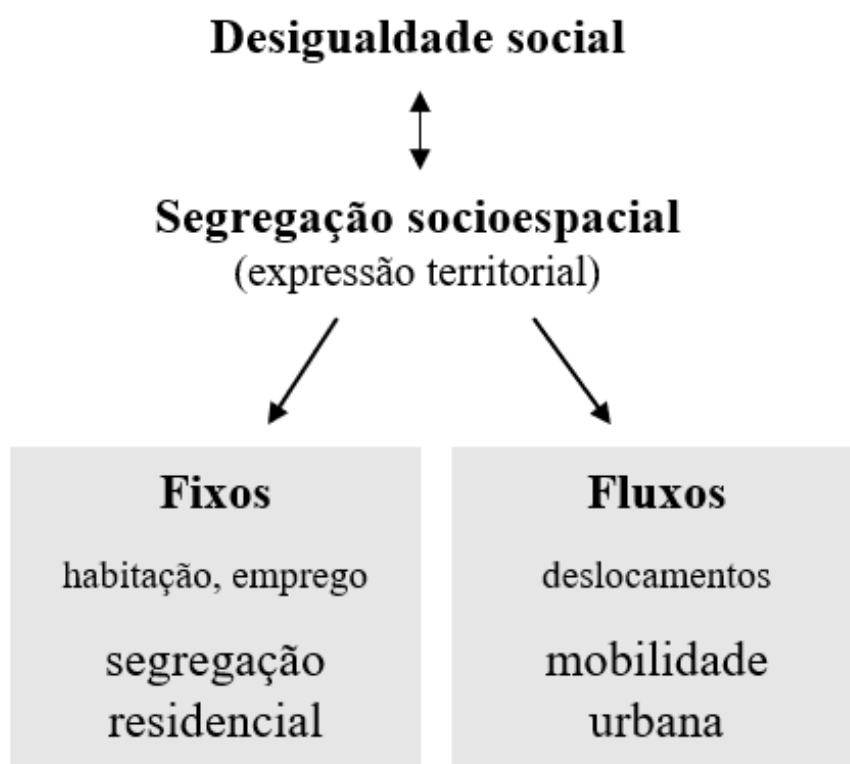 Desigualdade social
Segregação socioespacial
(expressão territorial)
Fixos
habitação, emprego
segregação
residencial
Fluxos
deslocamentos
mobilidade
urbana